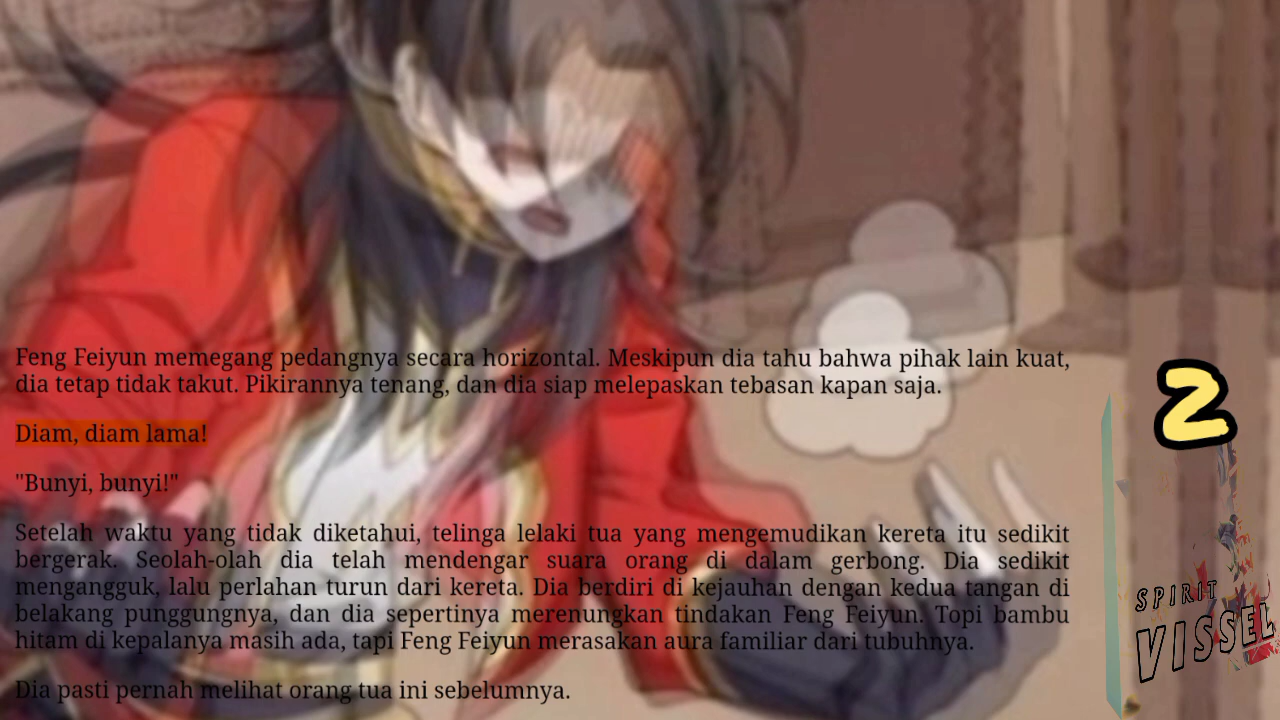 Feng Feiyun memegang pedangnya secara horizontal. Meskipun dia tahu bahwa pihak lain kuat,
dia tetap tidak takut. Pikirannya tenang, dan dia siap melepaskan tebasan kapan saja.
Diam, diam lama!
"Bunyi, bunyi!"
Setelah waktu yang tidak diketahui, telinga lelaki tua yang mengemudikan kereta itu sedikit
bergerak. Seolah-olah dia telah mendengar suara orang di dalam gerbong. Dia sedikit
mengangguk, lalu perlahan turun dari kereta. Dia berdiri di kejauhan dengan kedua tangan di
belakang punggungnya, dan dia sepertinya merenungkan tindakan Feng Feiyun. Topi bambu
hitam di kepalanya masih ada, tapi Feng Feiyun merasakan aura familiar dari tubuhnya.
Dia pasti pernah melihat orang tua ini sebelumnya.
2
SPIRIT
VISSEL